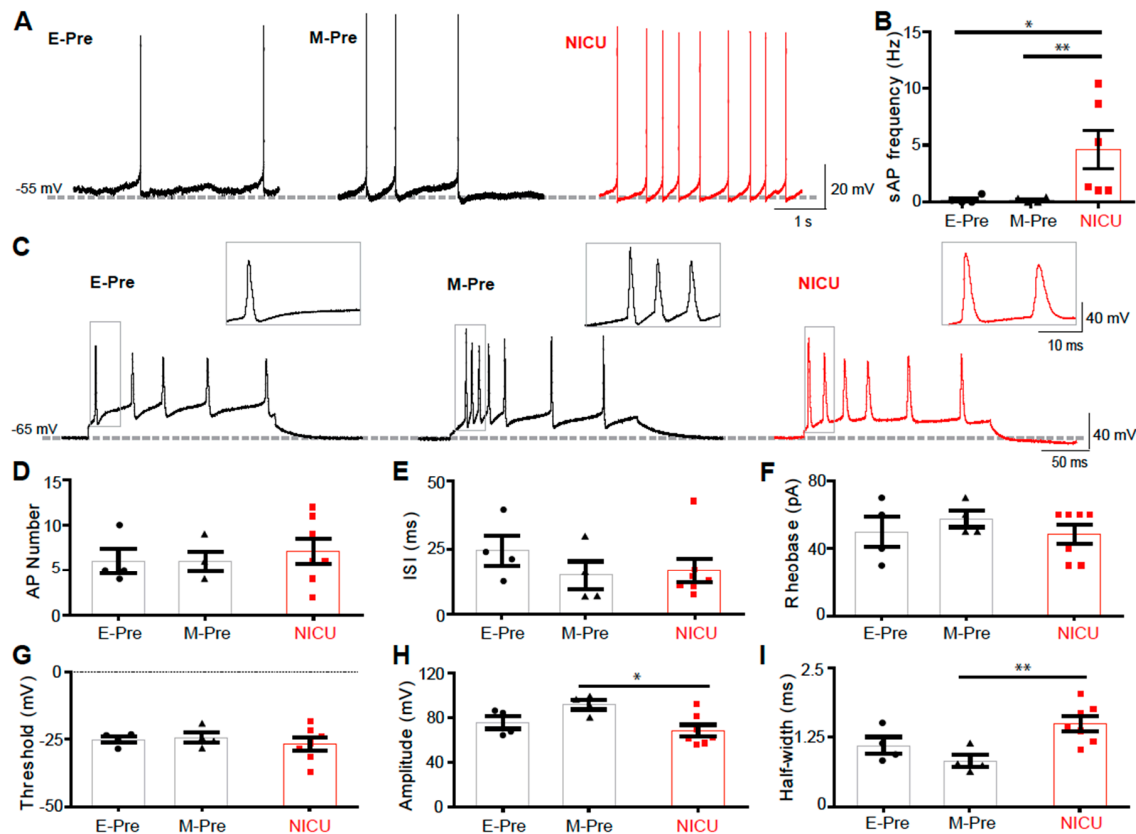 A
E-Pre
M-Pre
NICU
-55 mV
20 mV
1 s
B
sAP frequency (Hz)
15
10
5
0
*
**
E-Pre
M-Pre
NICU
C
E-Pre
M-Pre
NICU
40 mV
10 ms
-65 mV
40 mV
50 ms
D
AP Number
15
10
5
0
E-Pre
M-Pre
NICU
E
ISI (ms)
50
25
0
E-Pre
M-Pre
NICU
F
Rheobase (pA)
80
40
0
E-Pre
M-Pre
NICU
G
Threshold (mV)
0
-25
-50
E-Pre
M-Pre
NICU
H
Amplitude (mV)
120
80
40
0
*
E-Pre
M-Pre
NICU
I
Half-width (ms)
2.5
1.25
0
**
E-Pre
M-Pre
NICU